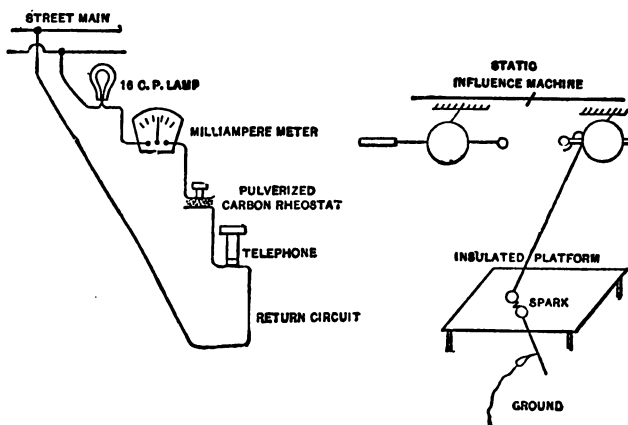 STREET MAIN
16 C. P. LAMP
MILLIAMPERE METER
PULVERIZED
CARBON RHEOSTAT
TELEPHONE
RETURN CIRCUIT
STATIC
INFLUENCE MACHINE
INSULATED PLATFORM
SPARK
GROUND